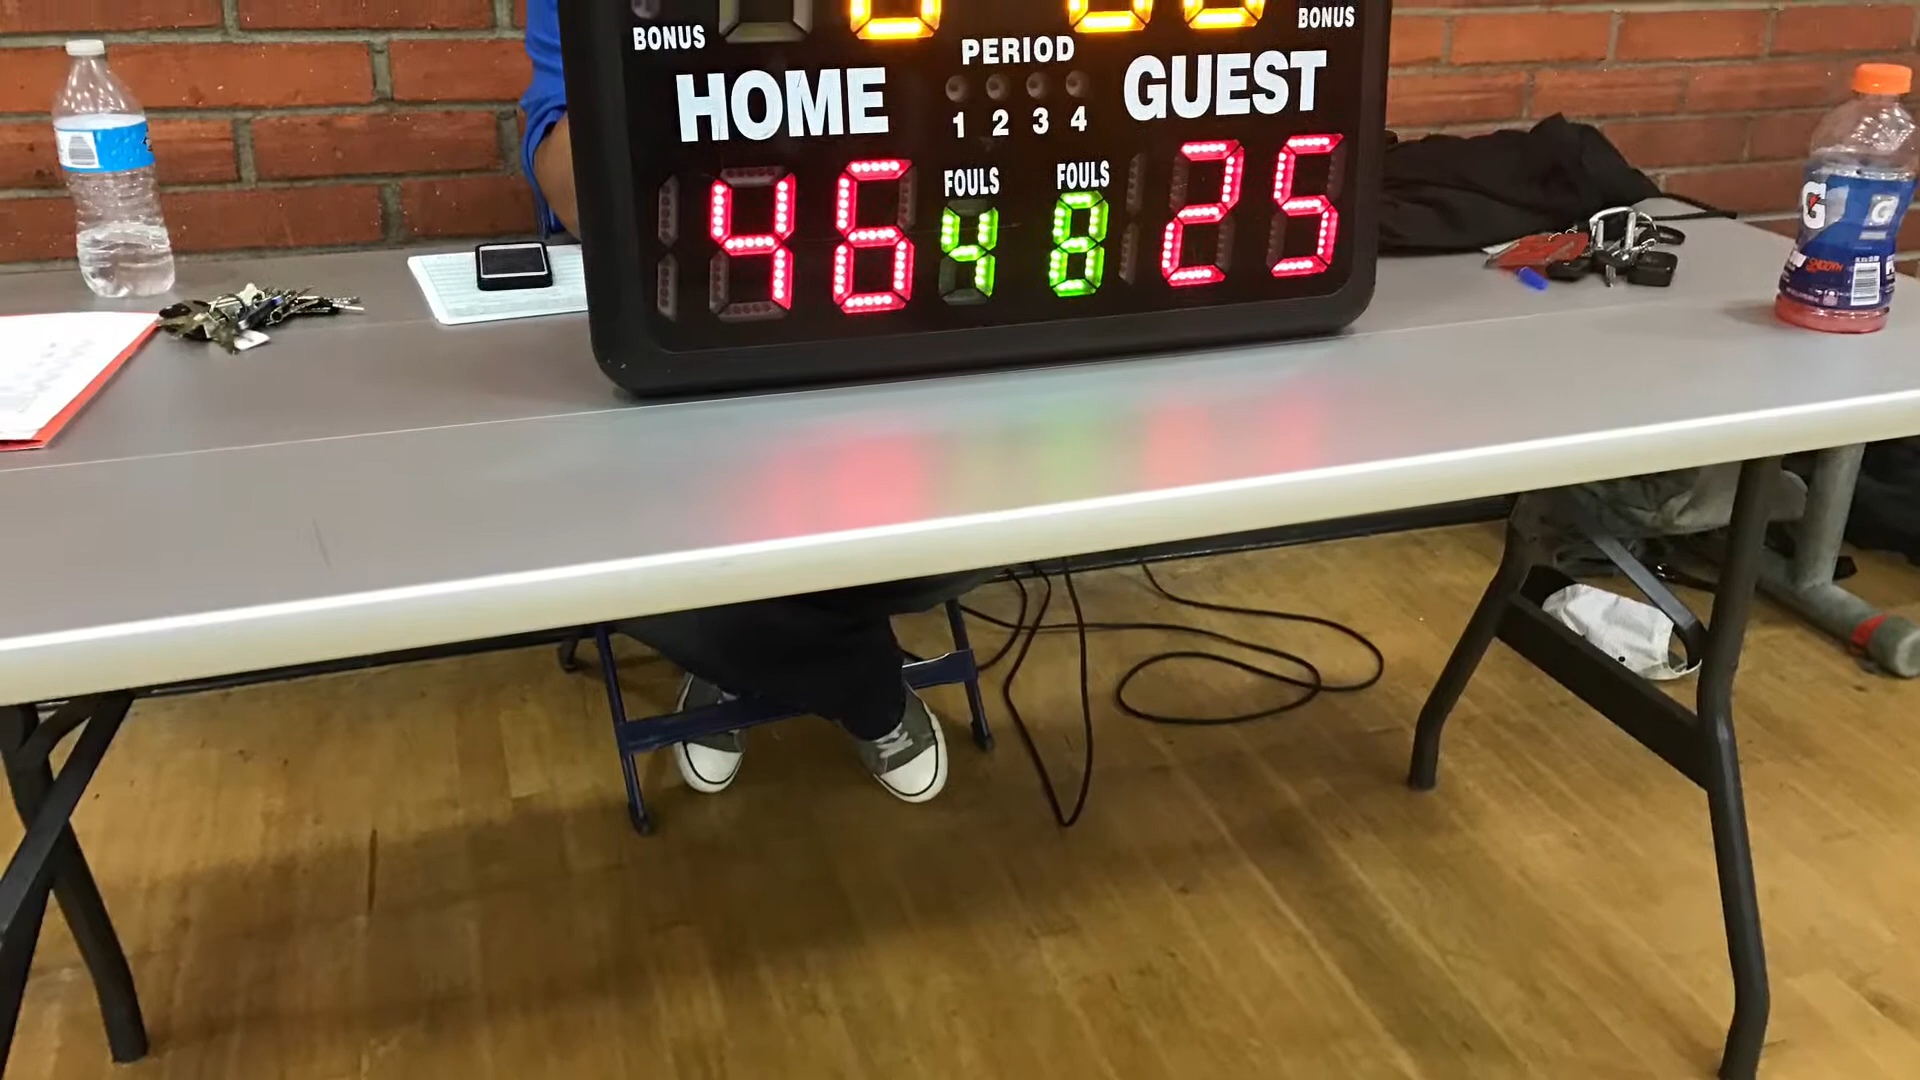 BONUS
BONUS
PERIOD
HOME
GUEST
1 2 3 4
FOULS
FOULS
46
4
8
25
G
G